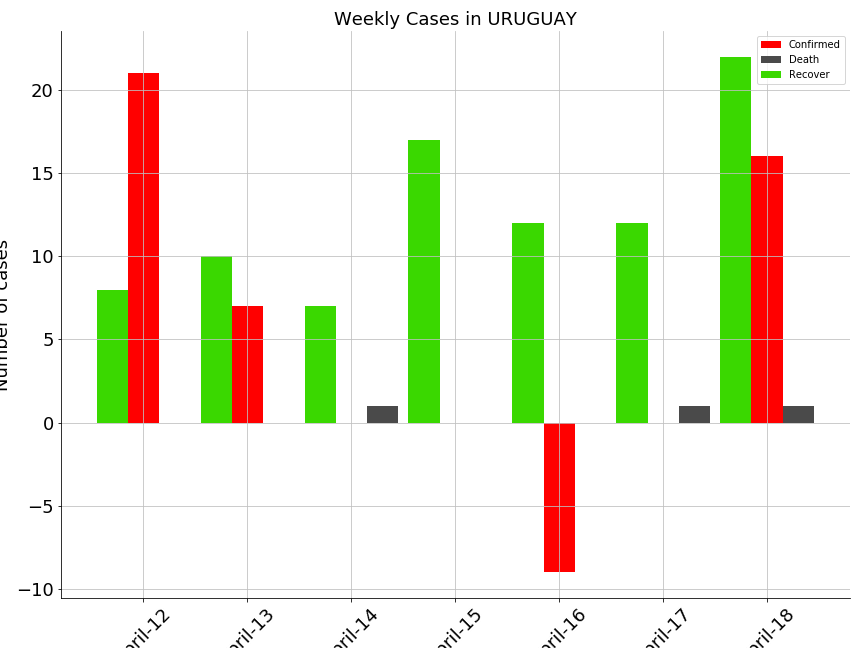 Weekly Cases in URUGUAY
Confirmed
Death
Recover
20
15
10
5
0
−5
−10
Number of cases
pril-12
pril-13
pril-14
pril-15
pril-16
pril-17
pril-18